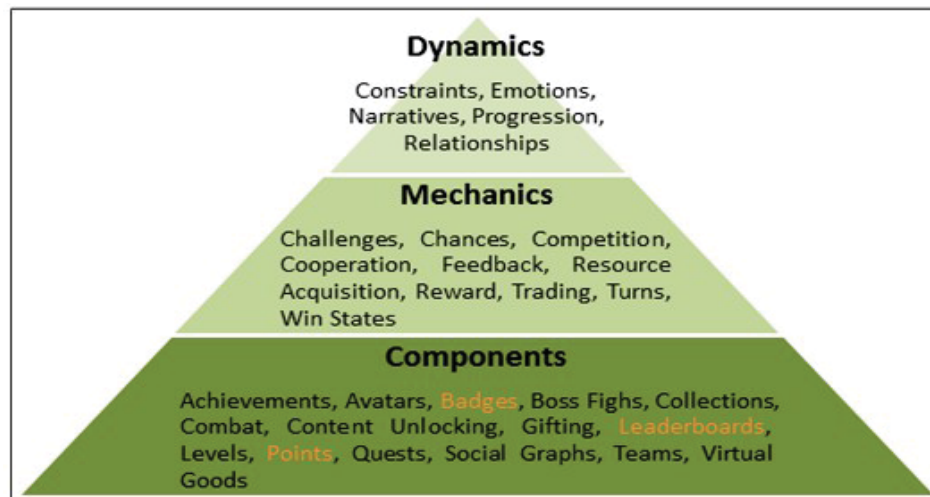 Dynamics
Constraints, Emotions,
Narratives, Progression,
Relationships
Mechanics
Challenges, Chances, Competition,
Cooperation, Feedback, Resource
Acquisition, Reward, Trading, Turns,
Win States
Components
Achievements, Avatars, Badges, Boss Fighs, Collections,
Combat, Content Unlocking, Gifting, Leaderboards,
Levels, Points, Quests, Social Graphs, Teams, Virtual
Goods